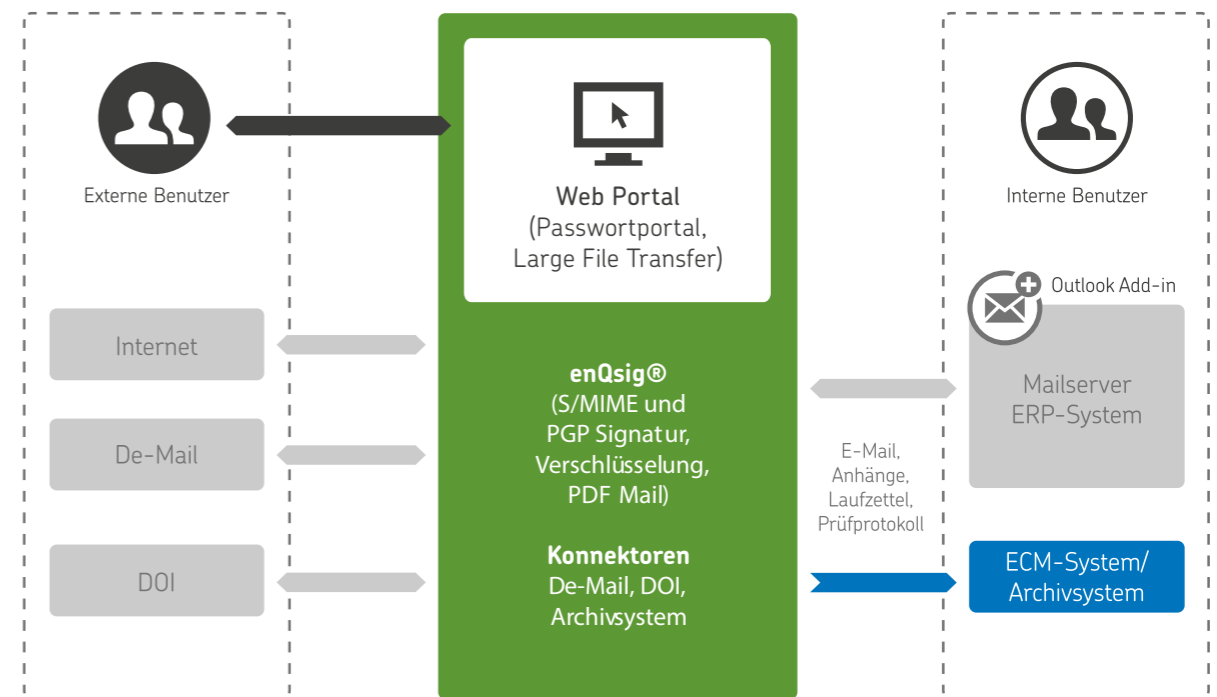 Externe Benutzer
Internet
De-Mail
DOI
Web Portal
(Passwortportal,
Large File Transfer)
enQsig®
(S/MIME und
PGP Signatur,
Verschlüsselung,
PDF Mail)
Konnektoren
De-Mail, DOI,
Archivsystem
E-Mail,
Anhänge,
Laufzettel,
Prüfprotokoll
Interne Benutzer
Outlook Add-in
Mailserver
ERP-System
ECM-System/
Archivsystem